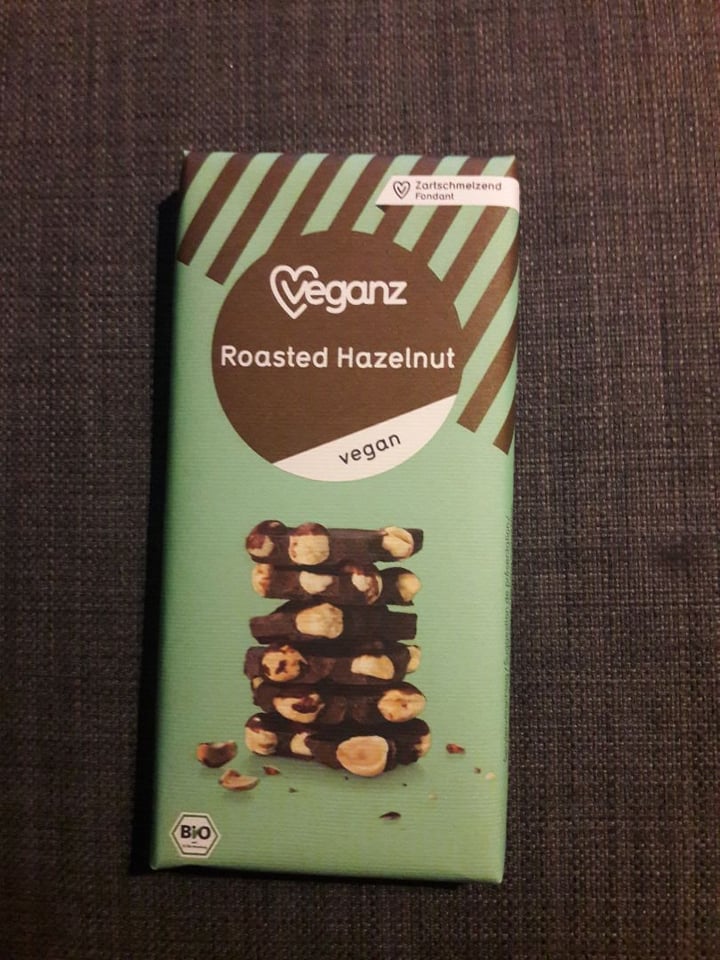 Zartschmelzend
Fondant
Veganz
Roasted Hazelnut
vegan
BIO